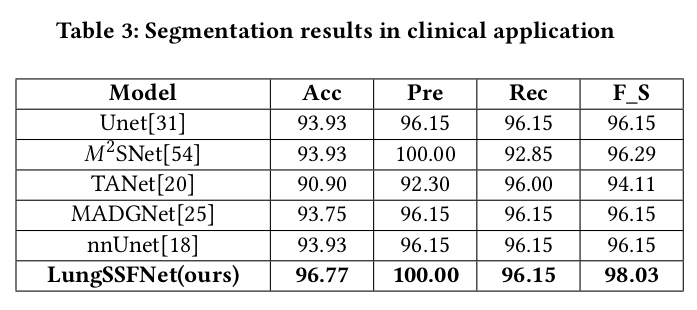 Table 3: Segmentation results in clinical application
Model Acc Pre Rec F_S
Unet[31] 93.93 96.15 96.15 96.15
M²SNet[54] 93.93 100.00 92.85 96.29
TANet[20] 90.90 92.30 96.00 94.11
MADGNet[25] 93.75 96.15 96.15 96.15
nnUnet[18] 93.93 96.15 96.15 96.15
LungSSFNet(ours) 96.77 100.00 96.15 98.03